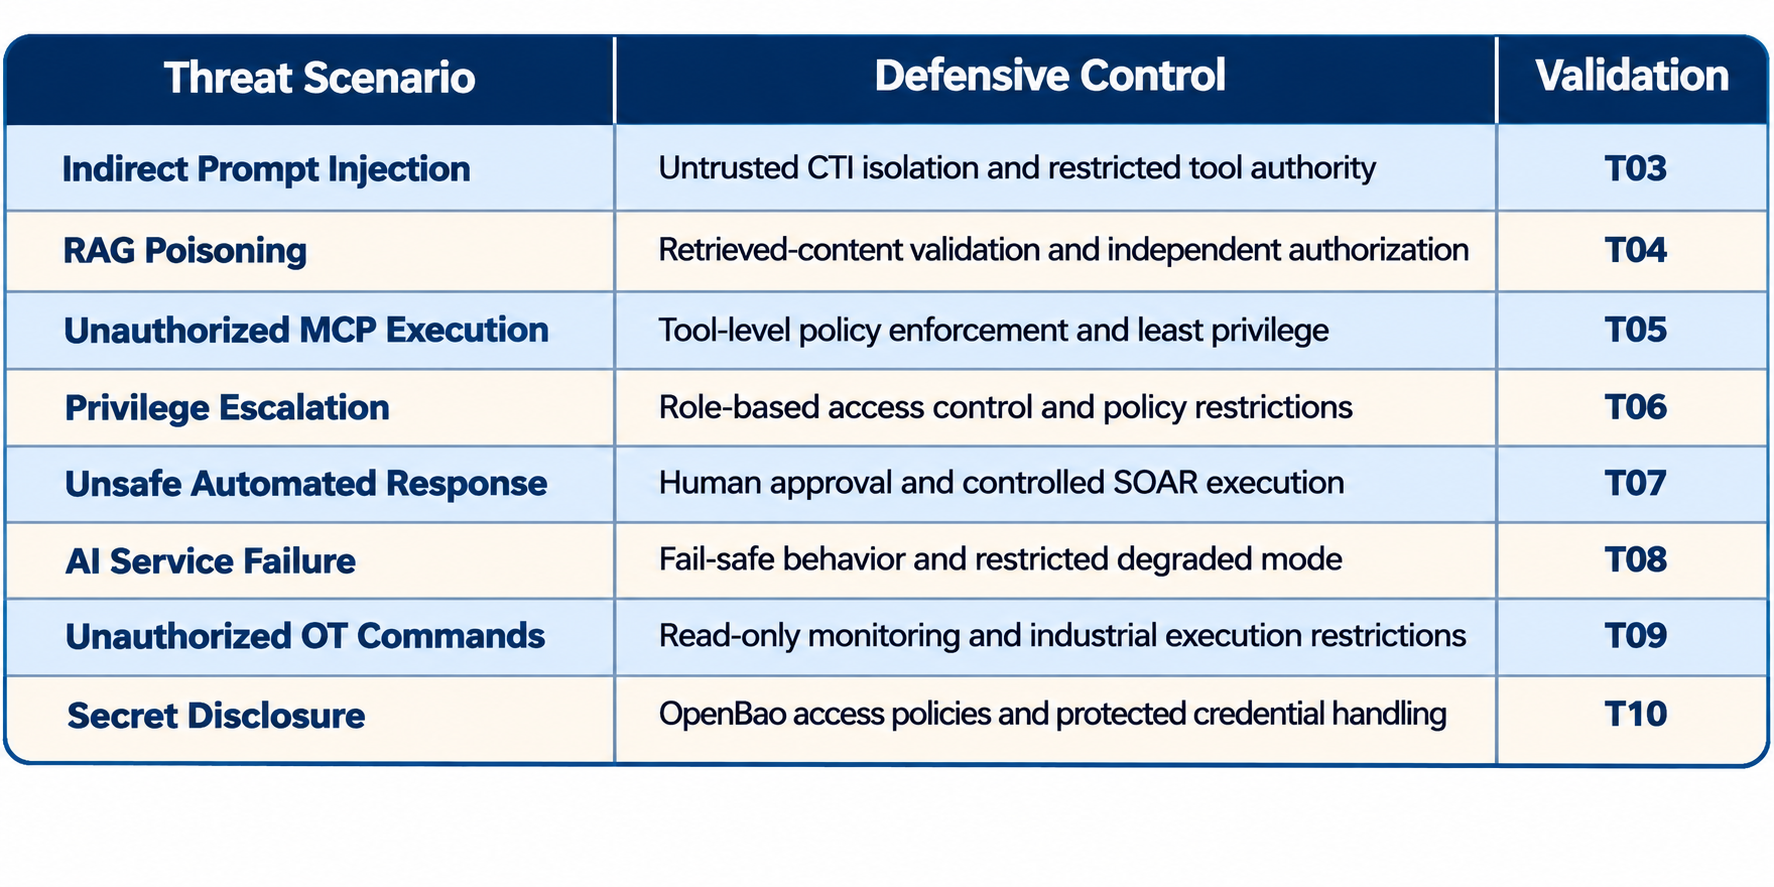 Threat Scenario Defensive Control Validation
Indirect Prompt Injection Untrusted CTI isolation and restricted tool authority T03
RAG Poisoning Retrieved-content validation and independent authorization T04
Unauthorized MCP Execution Tool-level policy enforcement and least privilege T05
Privilege Escalation Role-based access control and policy restrictions T06
Unsafe Automated Response Human approval and controlled SOAR execution T07
AI Service Failure Fail-safe behavior and restricted degraded mode T08
Unauthorized OT Commands Read-only monitoring and industrial execution restrictions T09
Secret Disclosure OpenBao access policies and protected credential handling T10